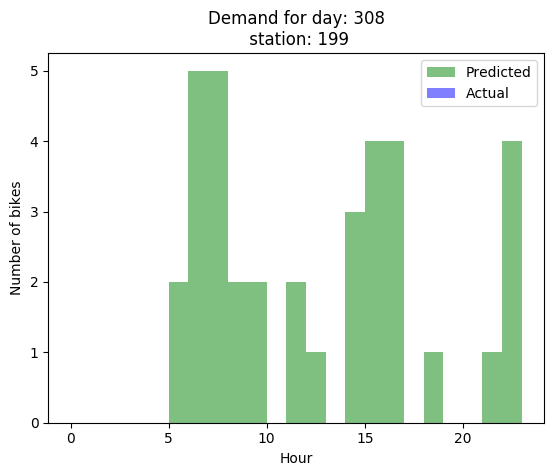 Demand for day: 308
station: 199
Predicted
Actual
5
4
3
2
1
0
Number of bikes
0 5 10 15 20
Hour